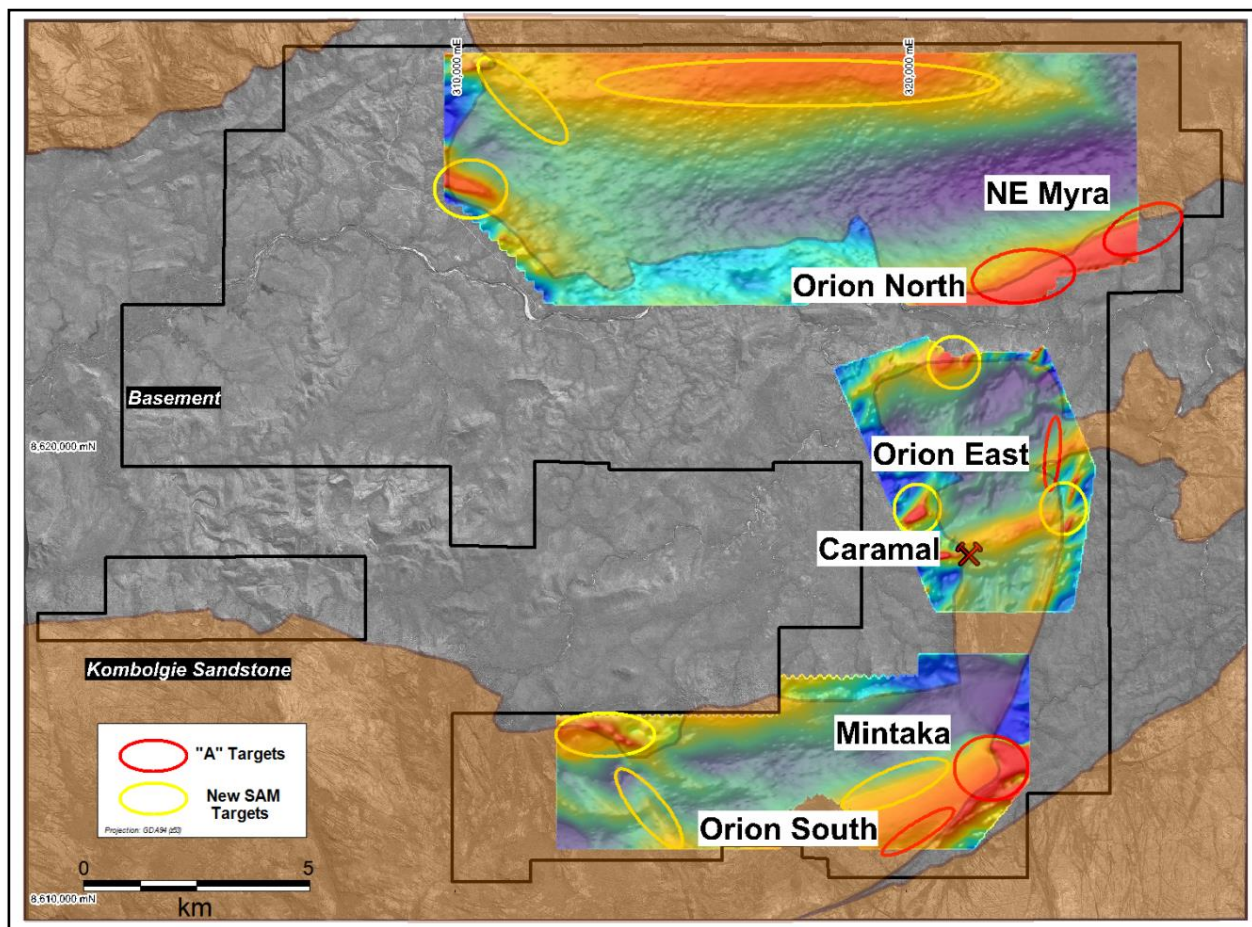 310,000 mE
320,000 mE
NE Myra
Orion North
Basement
8,620,000 mN
Orion East
Caramal
Kombolgie Sandstone
"A" Targets
New SAM
Targets
Projection: GDA94 (z53)
Mintaka
Orion South
0 5
km
8,610,000 mN